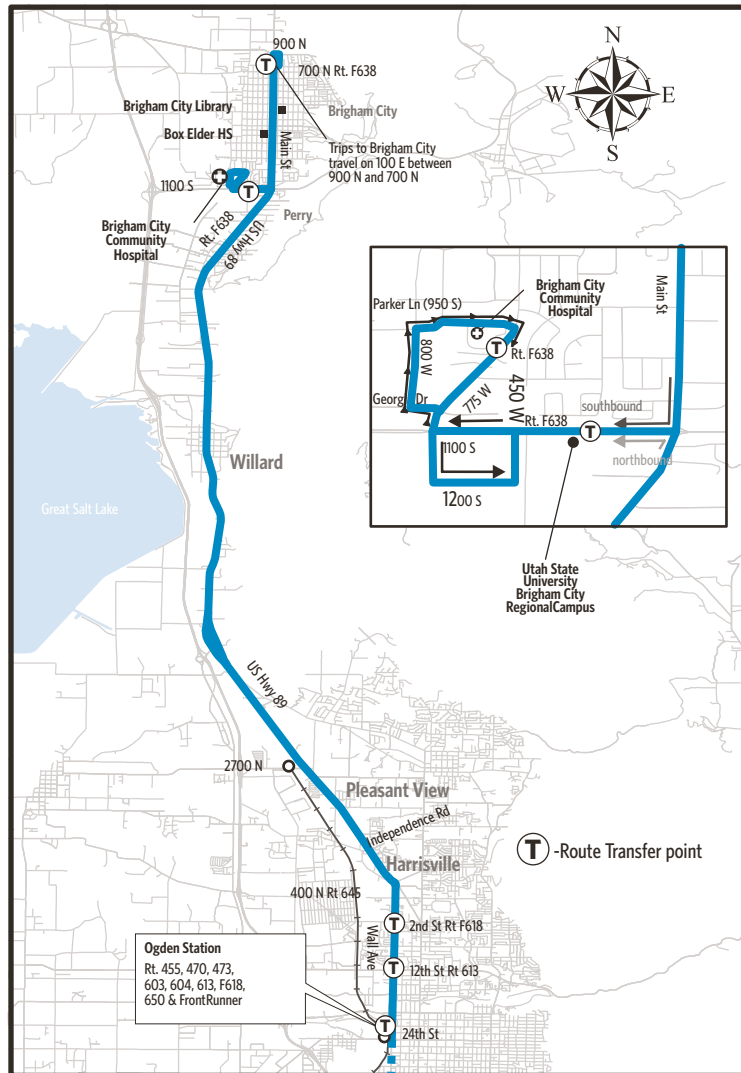 900 N
T
700 N Rt. F638
N
W
E
S
Brigham City Library
Brigham City
Box Elder HS
Main St
Trips to Brigham City
travel on 100 E between
900 N and 700 N
1100 S
T
Rt. F638
US Hwy 89
Perry
Brigham City
Community
Hospital
Brigham City
Community
Hospital
Main St
Parker Ln (950 S)
T
Rt. F638
800 W
775 W
450 W
Georgia Dr
Rt. F638
southbound
T
1100 S
northbound
1200 S
Utah State
University
Brigham City
RegionalCampus
Willard
Great Salt Lake
US Hwy 89
2700 N
Pleasant View
Independence Rd
Harrisville
T -Route Transfer point
400 N Rt 645
Wall Ave
T 2nd St Rt F618
T 12th St Rt 613
Ogden Station
Rt. 455, 470, 473,
603, 604, 613, F618,
650 & FrontRunner
T
24th St